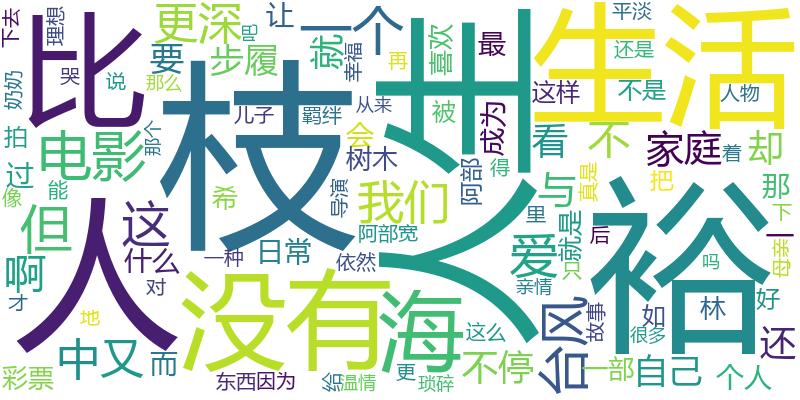 下去
理想
哭
奶奶
说
那么
比
更深
吧
让
一个
平淡
步履
就
幸福
再
喜欢
最
还是
生活
要
枝
人生
这样
不是
人物
儿子
羁绊
从来
被
成为
拍
电影
那个
会
看
不
家庭
着
却
过
树木
阿部
得
像
能
希
导演
我们
与
真是
把
那
但
这
人
日常
阿部宽
里
就是
后
裕
下
一
母亲
啊
什么
一种
依然
爱
只
吗
才
对
没有
海
亲情
台风
故事
如
林
好
地
中又
而
这么
很多
还
彩票
东西因为
给
温情
更
琐碎
不停
一部
自己
个人